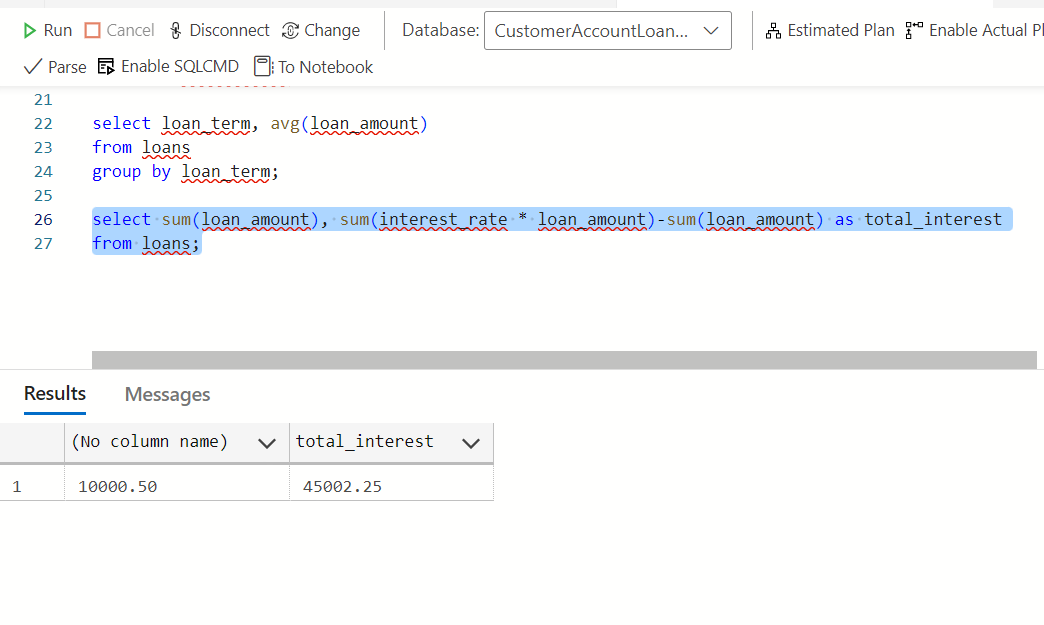 Run Cancel Disconnect Change Database: CustomerAccountLoan... Estimated Plan Enable Actual Pl
Parse Enable SQLCMD To Notebook
21
22 select loan_term, avg(loan_amount)
23 from loans
24 group by loan_term;
25
26 select sum(loan_amount), sum(interest_rate * loan_amount)-sum(loan_amount) as total_interest
27 from loans;
Results Messages
(No column name) total_interest
1 10000.50 45002.25